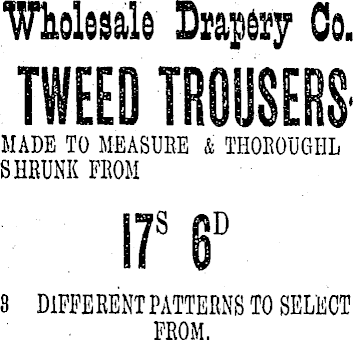 Wholesale Drapery Co.
TWEED TROUSERS
MADE TO MEASURE & THOROUGHL
SHRUNK FROM
17S 6D
3 DIFFERENT PATTERNS TO SELECT
FROM.